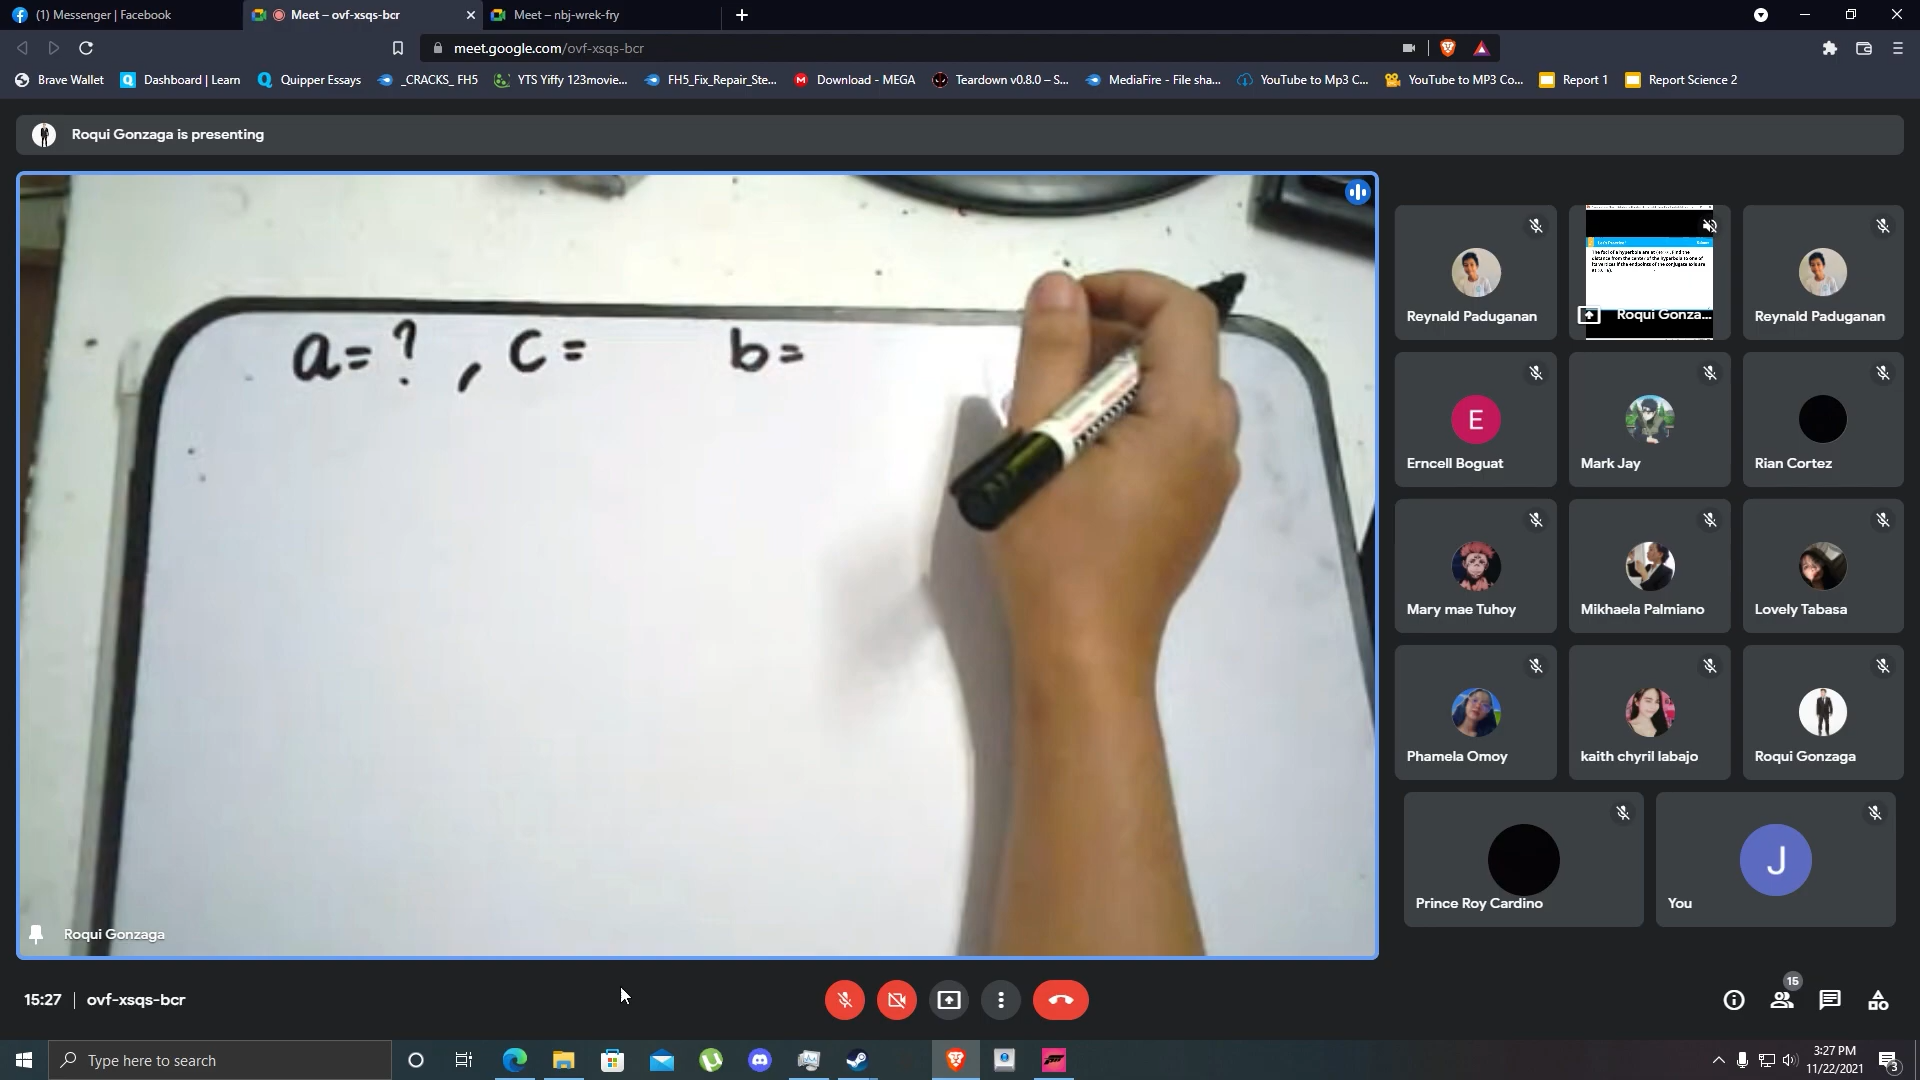 (1) Messenger | Facebook
Meet – ovf-xsqs-bcr
Meet – nbj-wrek-fry
meet.google.com/ovf-xsqs-bcr
Brave Wallet
Dashboard | Learn
Quipper Essays
_CRACKS_ FH5
YTS Yiffy 123movie...
FH5_Fix_Repair_Ste...
Download - MEGA
Teardown v0.8.0 – S...
MediaFire - File sha...
YouTube to Mp3 C...
YouTube to MP3 Co...
Report 1
Report Science 2
Roqui Gonzaga is presenting
a = ? , c = b =
Roqui Gonzaga
Reynald Paduganan
Roqui Gonza...
Reynald Paduganan
E
Erncell Boguat
Mark Jay
Rian Cortez
Mary mae Tuhoy
Mikhaela Palmiano
Lovely Tabasa
Phamela Omoy
kaith chyril labajo
Roqui Gonzaga
Prince Roy Cardino
J
You
15:27 | ovf-xsqs-bcr
15
Type here to search
3:27 PM
11/22/2021
3